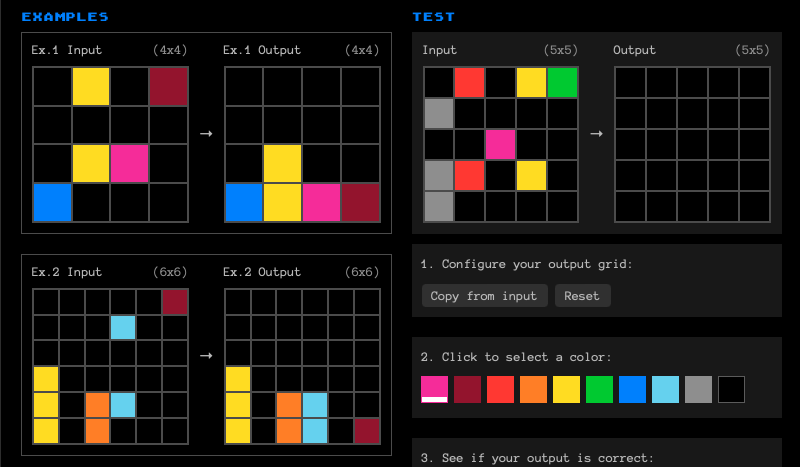 EXAMPLES
Ex.1 Input (4x4)
Ex.1 Output (4x4)
→
Ex.2 Input (6x6)
Ex.2 Output (6x6)
→
TEST
Input (5x5)
Output (5x5)
→
1. Configure your output grid:
Copy from input
Reset
2. Click to select a color:
3. See if your output is correct: